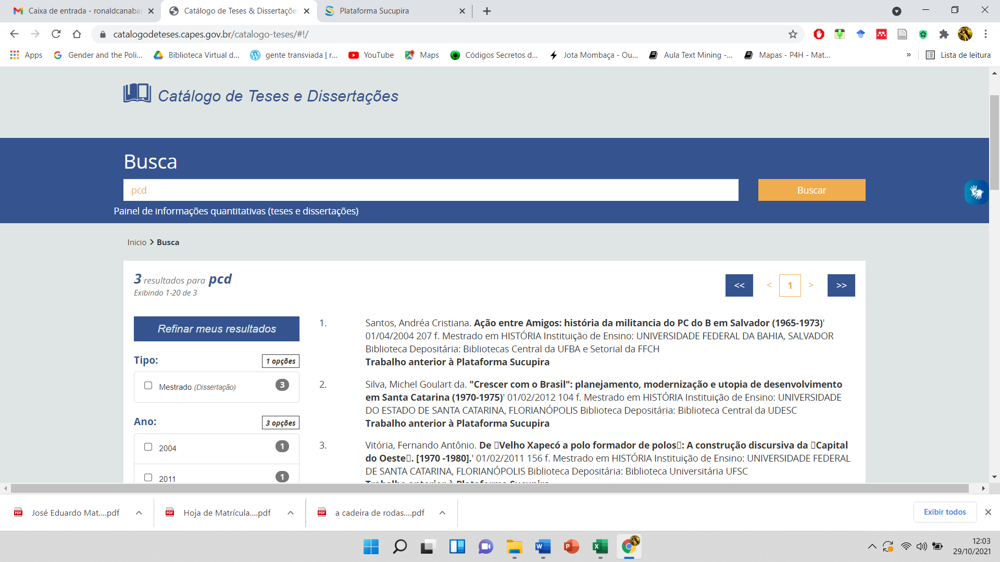 Caixa de entrada - ronaldcanabar
Catálogo de Teses & Dissertaçõe
Plataforma Sucupira
catalogodeteses.capes.gov.br/catalogo-teses/#!/
Apps
Gender and the Poli...
Biblioteca Virtual d...
gente transviada | r...
YouTube
Maps
Códigos Secretos d...
Jota Mombaça - Ou...
Aula Text Mining -...
Mapas - P4H - Mat...
»
Lista de leitura
Catálogo de Teses e Dissertações
Busca
pcd
Buscar
Painel de informações quantitativas (teses e dissertações)
Inicio > Busca
3 resultados para pcd
Exibindo 1-20 de 3
<< < 1 > >>
Refinar meus resultados
Tipo: 1 opções
Mestrado (Dissertação) 3
Ano: 3 opções
2004 1
2011 1
1. Santos, Andréa Cristiana. Ação entre Amigos: história da militancia do PC do B em Salvador (1965-1973)'
01/04/2004 207 f. Mestrado em HISTÓRIA Instituição de Ensino: UNIVERSIDADE FEDERAL DA BAHIA, SALVADOR
Biblioteca Depositária: Bibliotecas Central da UFBA e Setorial da FFCH
Trabalho anterior à Plataforma Sucupira
2. Silva, Michel Goulart da. "Crescer com o Brasil": planejamento, modernização e utopia de desenvolvimento
em Santa Catarina (1970-1975)' 01/02/2012 104 f. Mestrado em HISTÓRIA Instituição de Ensino: UNIVERSIDADE
DO ESTADO DE SANTA CATARINA, FLORIANÓPOLIS Biblioteca Depositária: Biblioteca Central da UDESC
Trabalho anterior à Plataforma Sucupira
3. Vitória, Fernando Antônio. De ▯Velho Xapecó a polo formador de polos▯: A construção discursiva da ▯Capital
do Oeste▯. [1970 -1980].' 01/02/2011 156 f. Mestrado em HISTÓRIA Instituição de Ensino: UNIVERSIDADE FEDERAL
DE SANTA CATARINA, FLORIANÓPOLIS Biblioteca Depositária: Biblioteca Universitária UFSC
Trabalho anterior à Plataforma Sucupira
José Eduardo Mat....pdf
Hoja de Matrícula....pdf
a cadeira de rodas....pdf
Exibir todos
12:03
29/10/2021